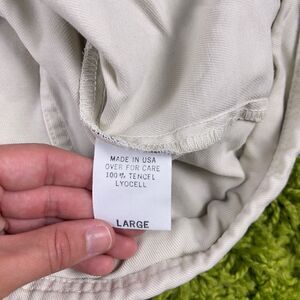 MADE IN USA
OVER FOR CARE
100% TENCEL
LYOCELL
LARGE